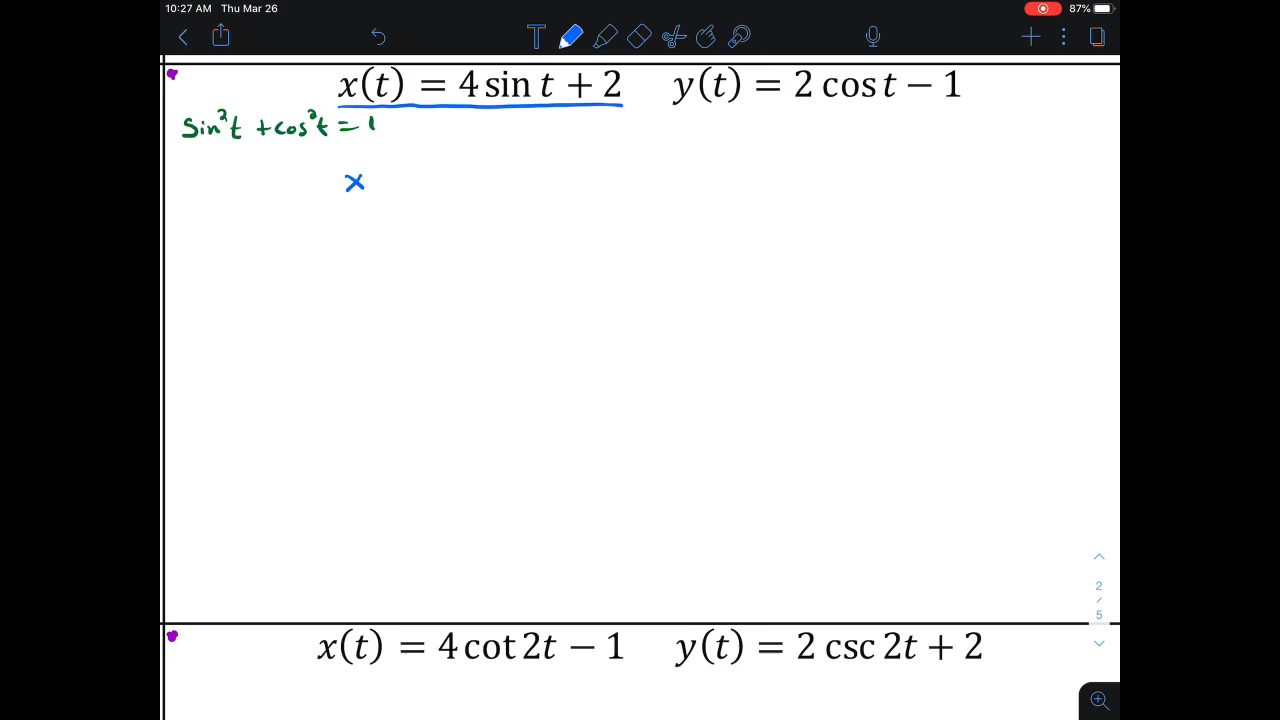 10:27 AM Thu Mar 26 87%
T
x(t) = 4 sin t + 2 y(t) = 2 cos t − 1
sin²t + cos²t = 1
x
2
5
x(t) = 4 cot 2t − 1 y(t) = 2 csc 2t + 2